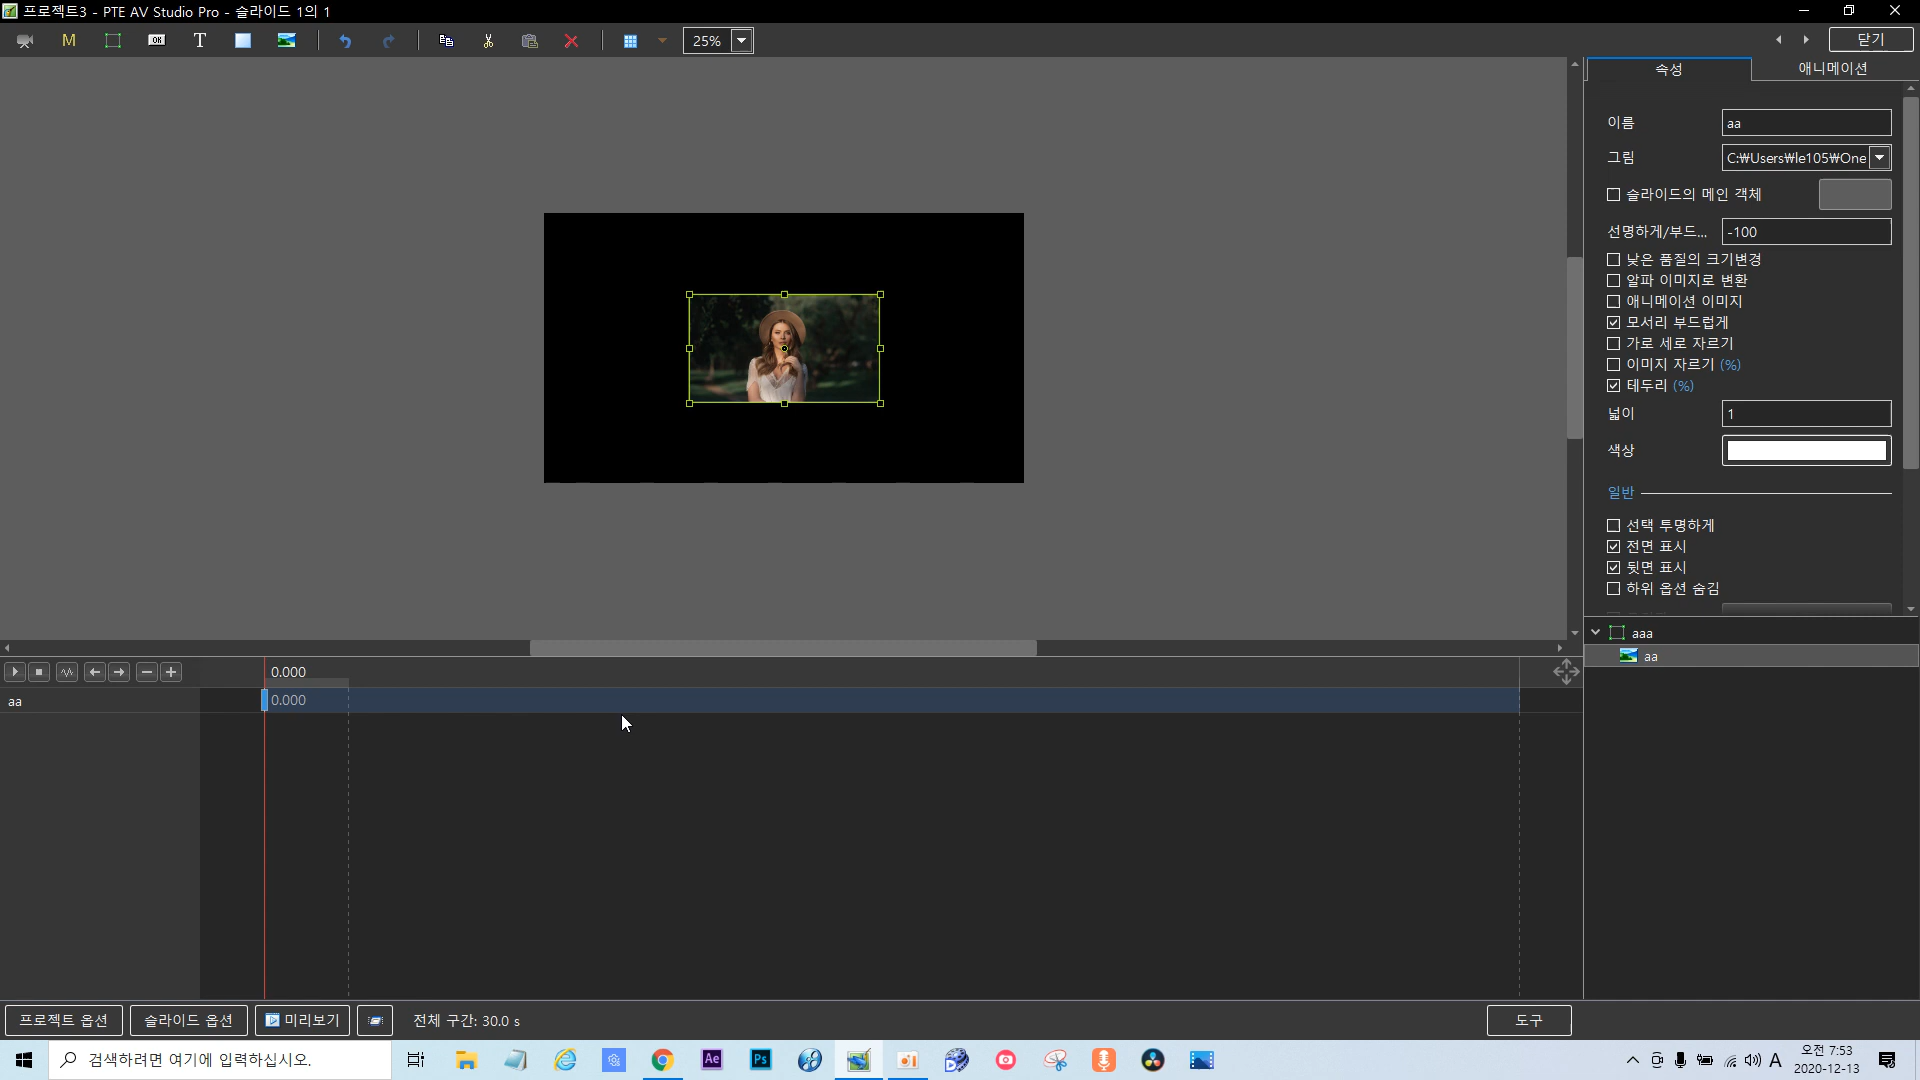 프로젝트3 - PTE AV Studio Pro - 슬라이드 1의 1
M
OK
T
25%
닫기
속성
애니메이션
이름
aa
그림
C:₩Users₩le105₩One
슬라이드의 메인 객체
선명하게/부드...
-100
낮은 품질의 크기변경
알파 이미지로 변환
애니메이션 이미지
모서리 부드럽게
가로 세로 자르기
이미지 자르기 (%)
테두리 (%)
넓이
1
색상
일반
선택 투명하게
전면 표시
뒷면 표시
하위 옵션 숨김
aaa
aa
0.000
aa
0.000
프로젝트 옵션
슬라이드 옵션
미리보기
전체 구간: 30.0 s
도구
검색하려면 여기에 입력하십시오.
Ae
Ps
A
오전 7:53
2020-12-13